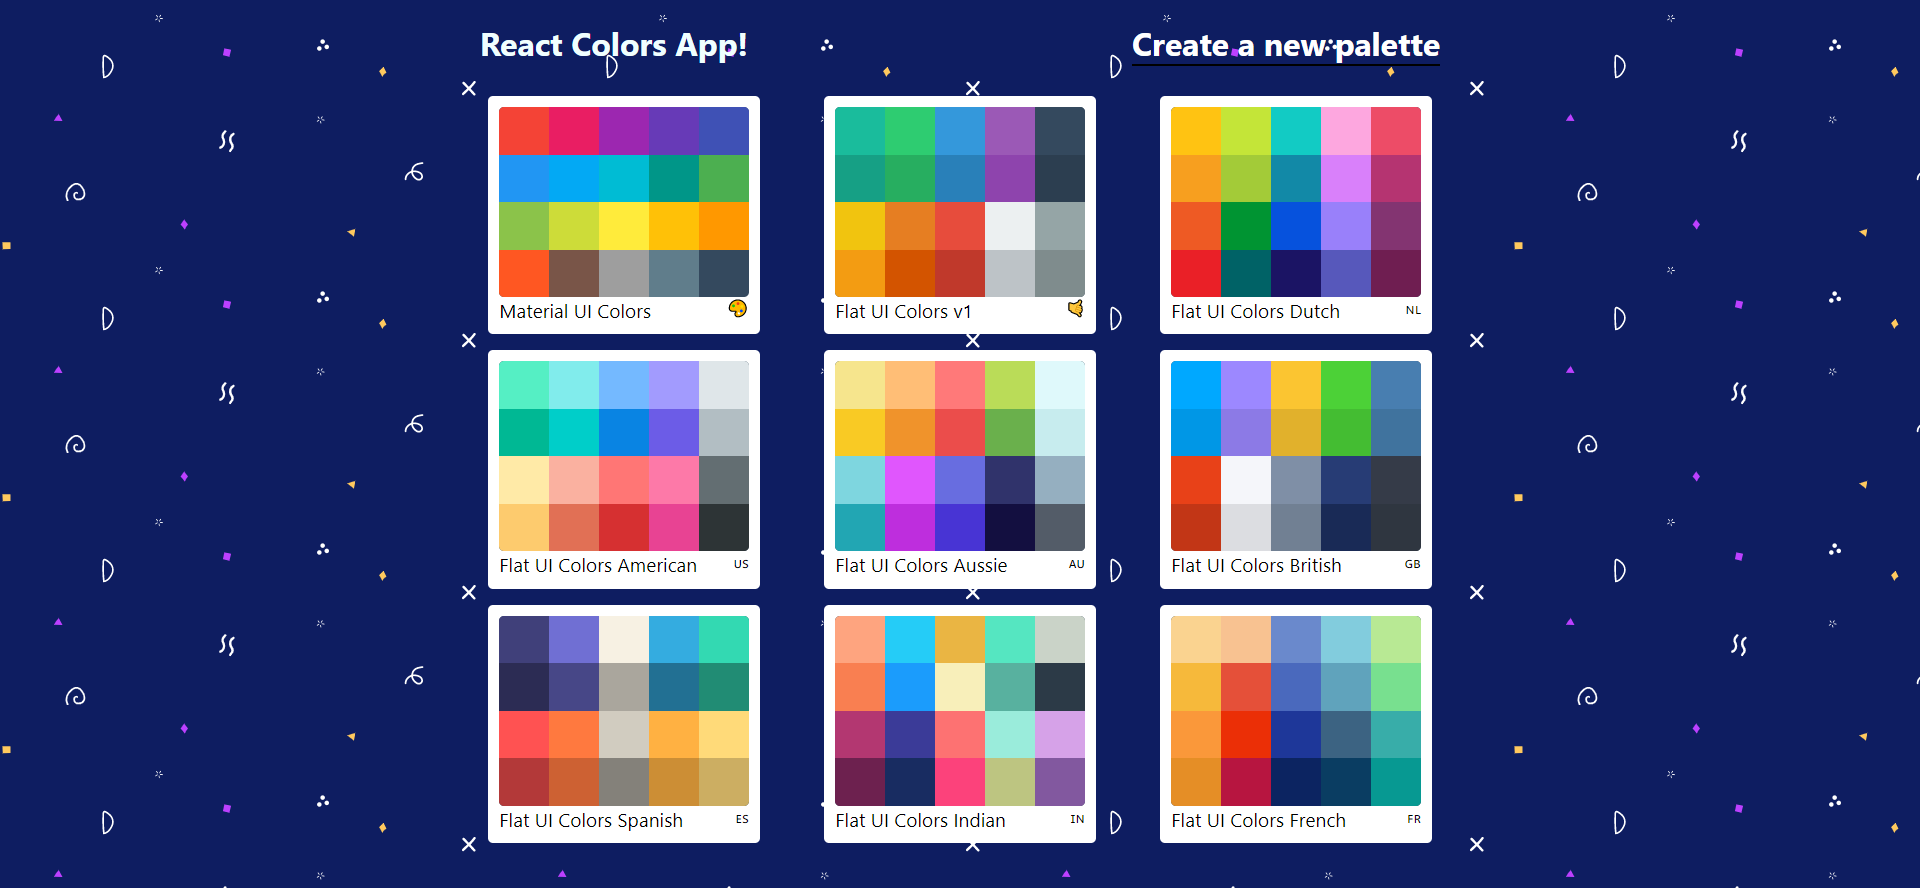 React Colors App!
Create a new palette
Material UI Colors
Flat UI Colors v1
Flat UI Colors Dutch NL
Flat UI Colors American US
Flat UI Colors Aussie AU
Flat UI Colors British GB
Flat UI Colors Spanish ES
Flat UI Colors Indian IN
Flat UI Colors French FR